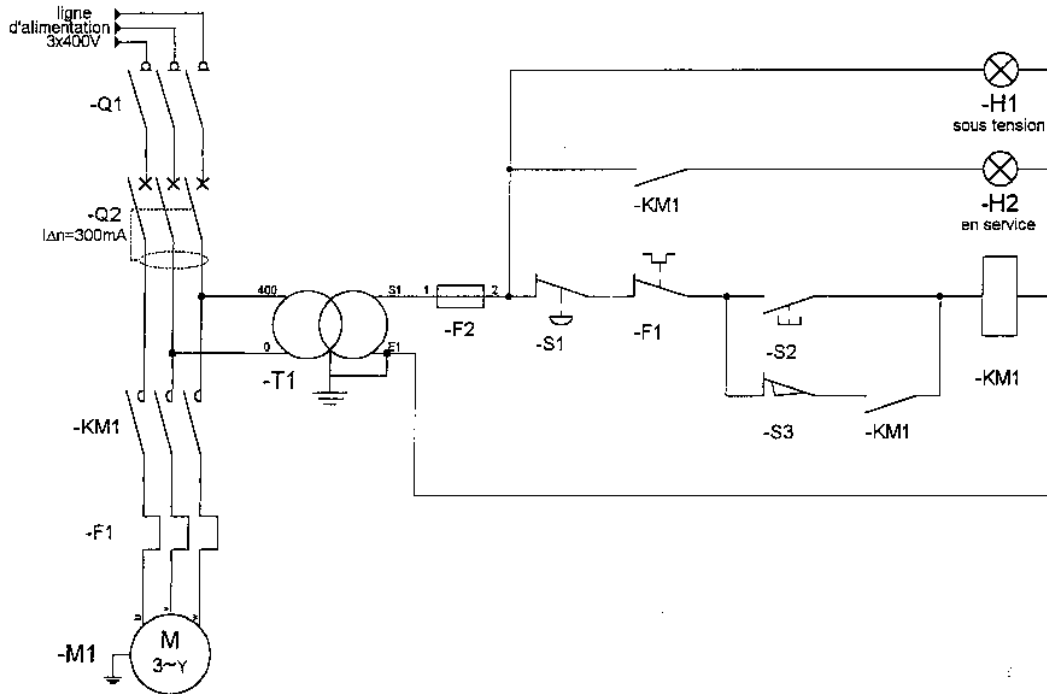 ligne
d'alimentation
3x400V
-Q1
-H1
sous tension
-Q2
I∆n=300mA
-KM1
-H2
en service
400
S1
1
2
-F2
-S1
-F1
-S2
-KM1
0
E1
-T1
-KM1
-S3
-KM1
-F1
-M1
M
3~Y